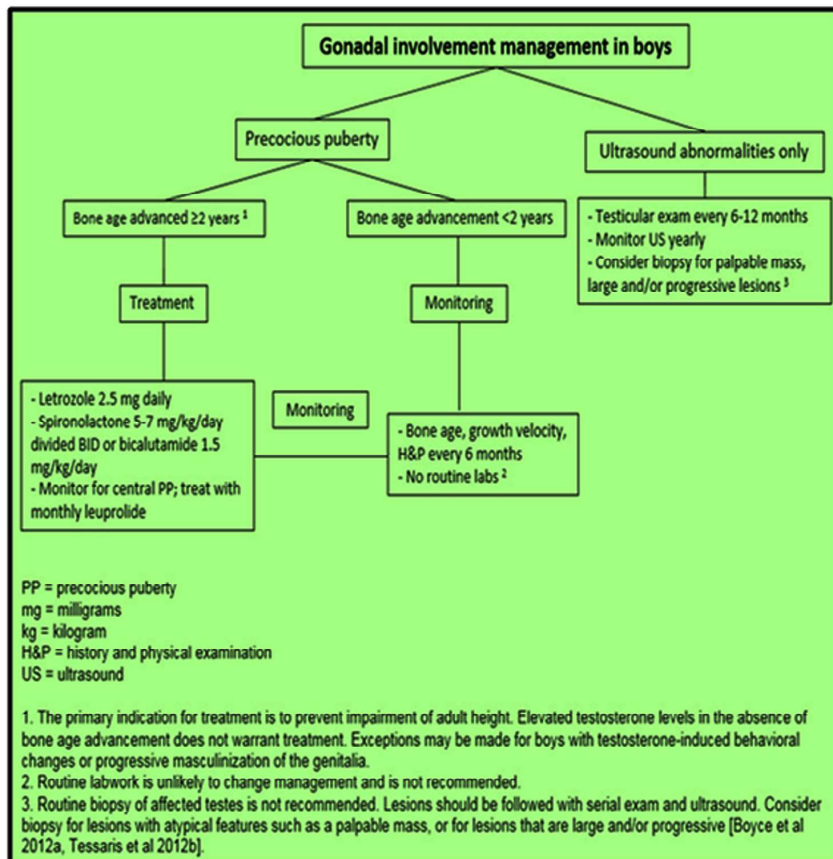 Gonadal involvement management in boys
Precocious puberty
Ultrasound abnormalities only
Bone age advanced ≥2 years ¹
Bone age advancement <2 years
- Testicular exam every 6-12 months
- Monitor US yearly
- Consider biopsy for palpable mass,
large and/or progressive lesions ³
Treatment
Monitoring
- Letrozole 2.5 mg daily
- Spironolactone 5-7 mg/kg/day
divided BID or bicalutamide 1.5
mg/kg/day
- Monitor for central PP; treat with
monthly leuprolide
Monitoring
- Bone age, growth velocity,
H&P every 6 months
- No routine labs ²
PP = precocious puberty
mg = milligrams
kg = kilogram
H&P = history and physical examination
US = ultrasound
1. The primary indication for treatment is to prevent impairment of adult height. Elevated testosterone levels in the absence of
bone age advancement does not warrant treatment. Exceptions may be made for boys with testosterone-induced behavioral
changes or progressive masculinization of the genitalia.
2. Routine labwork is unlikely to change management and is not recommended.
3. Routine biopsy of affected testes is not recommended. Lesions should be followed with serial exam and ultrasound. Consider
biopsy for lesions with atypical features such as a palpable mass, or for lesions that are large and/or progressive [Boyce et al
2012a, Tessaris et al 2012b].